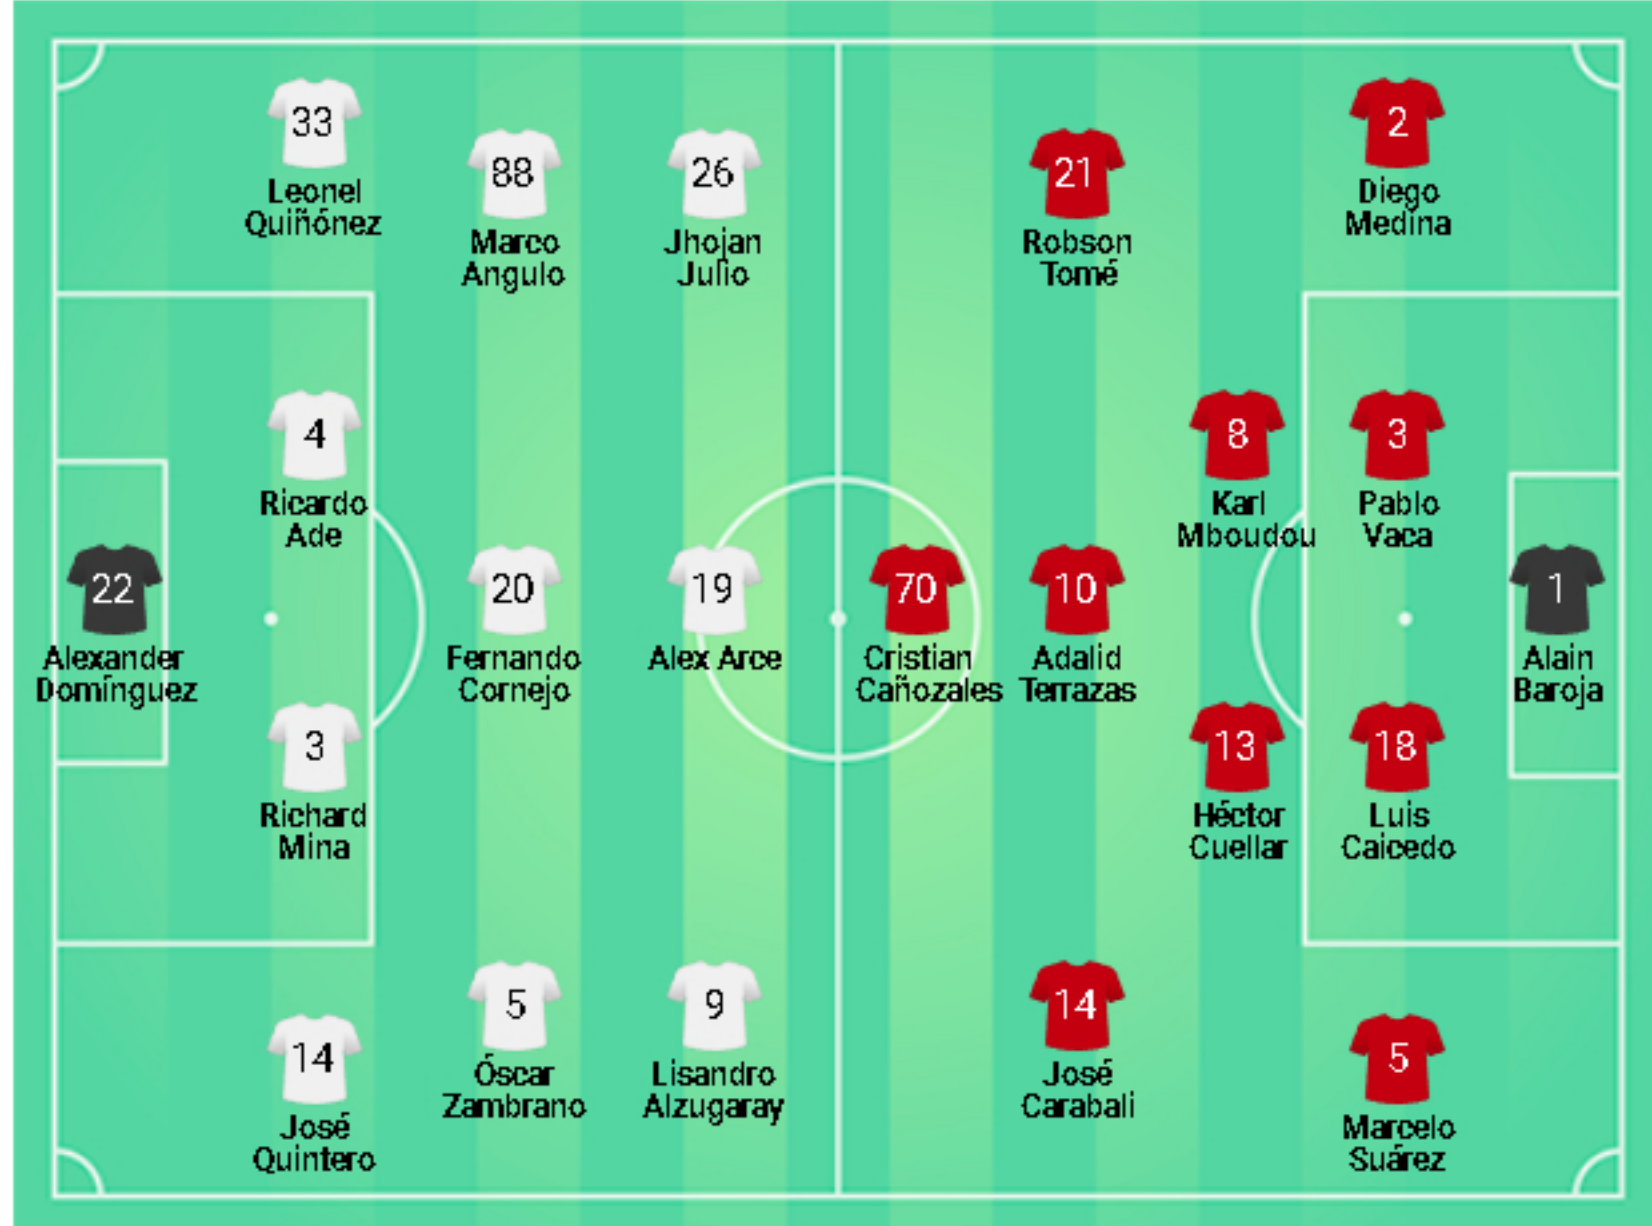 33
Leonel
Quiñónez
88
Marco
Angulo
26
Jhojan
Julio
21
Robson
Tomé
2
Diego
Medina
4
Ricardo
Ade
8
Karl
Mboudou
3
Pablo
Vaca
22
Alexander
Domínguez
20
Fernando
Cornejo
19
Alex Arce
70
Cristian
Cañozales
10
Adalid
Terrazas
1
Alain
Baroja
3
Richard
Mina
13
Héctor
Cuellar
18
Luis
Caicedo
14
José
Quintero
5
Óscar
Zambrano
9
Lisandro
Alzugaray
14
José
Carabali
5
Marcelo
Suárez